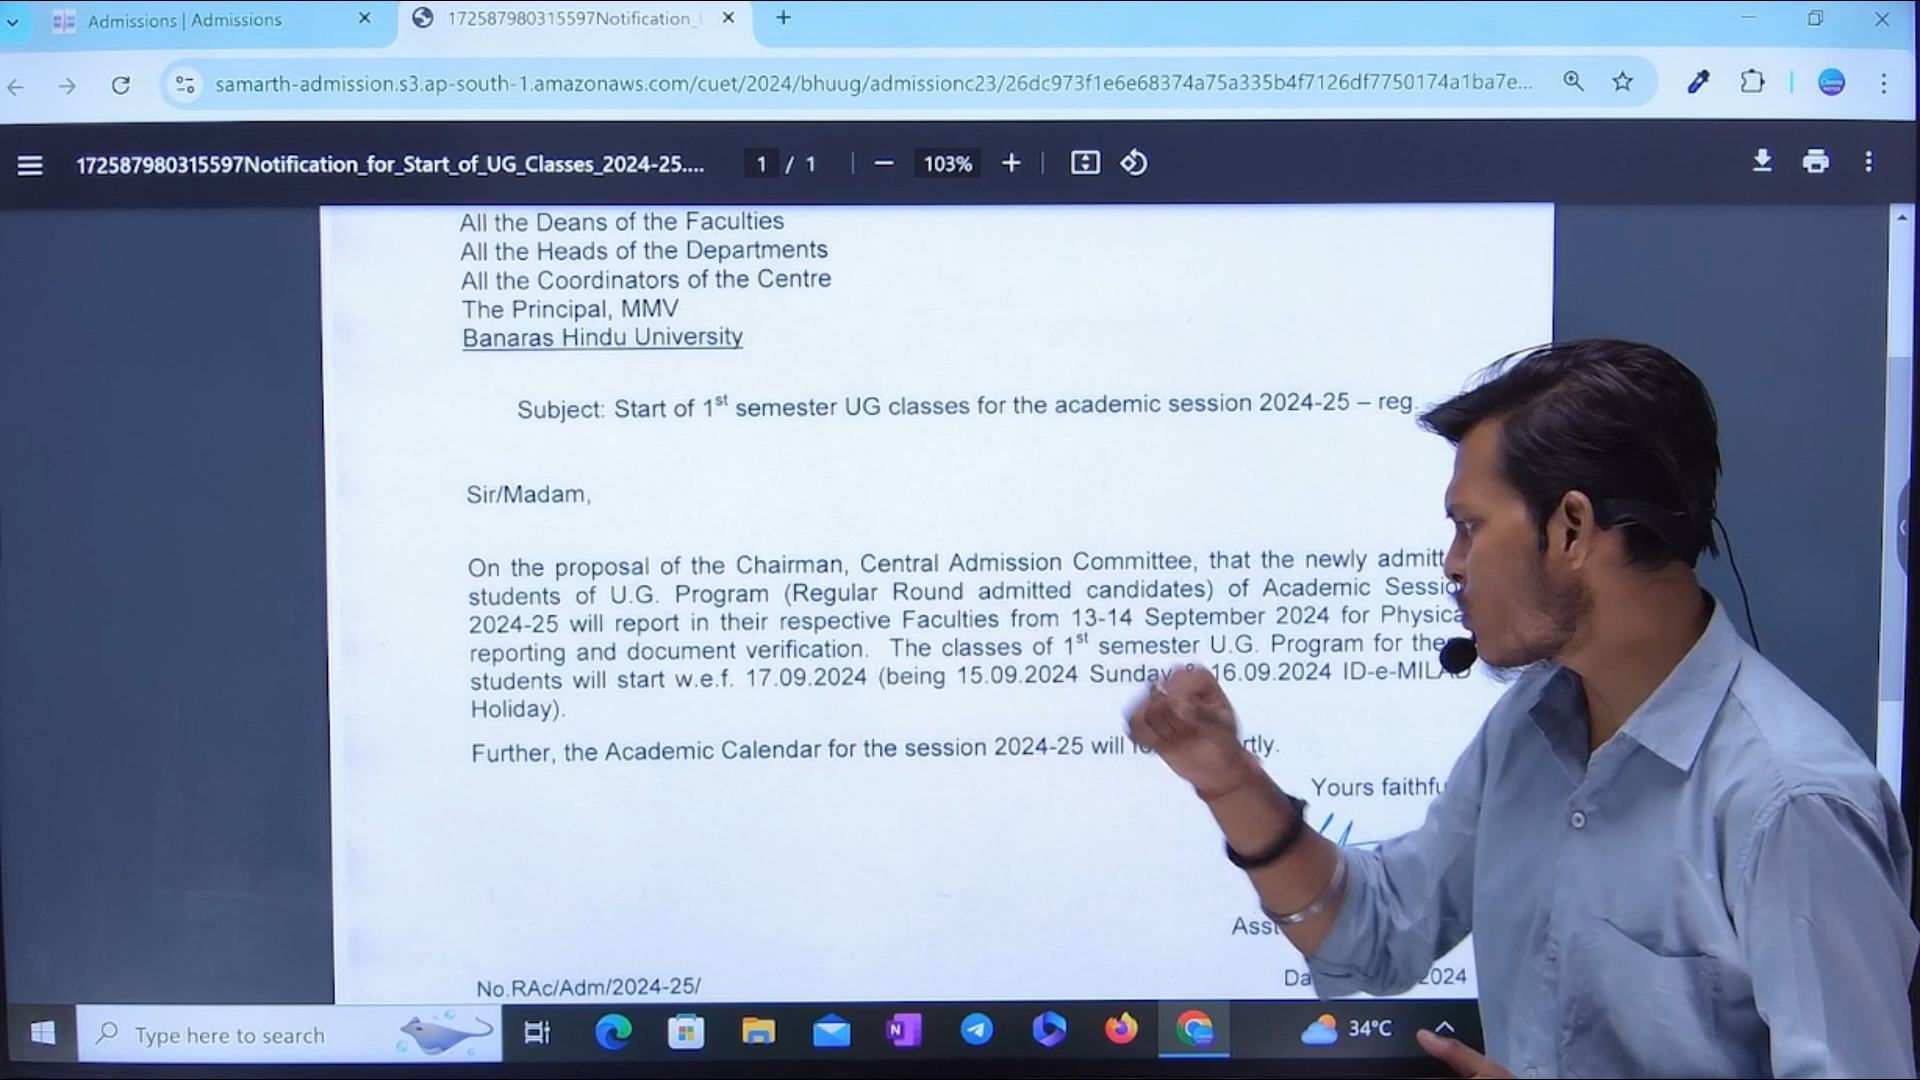 Admissions | Admissions
172587980315597Notification_
samarth-admission.s3.ap-south-1.amazonaws.com/cuet/2024/bhuug/admissionc23/26dc973f1e6e68374a75a335b4f7126df7750174a1ba7e...
172587980315597Notification_for_Start_of_UG_Classes_2024-25....
1 / 1
103%
All the Deans of the Faculties
All the Heads of the Departments
All the Coordinators of the Centre
The Principal, MMV
Banaras Hindu University
Subject: Start of 1st semester UG classes for the academic session 2024-25 – reg.
Sir/Madam,
On the proposal of the Chairman, Central Admission Committee, that the newly admitt
students of U.G. Program (Regular Round admitted candidates) of Academic Sessio
2024-25 will report in their respective Faculties from 13-14 September 2024 for Physica
reporting and document verification. The classes of 1st semester U.G. Program for the
students will start w.e.f. 17.09.2024 (being 15.09.2024 Sunday & 16.09.2024 ID-e-MILAD
Holiday).
Further, the Academic Calendar for the session 2024-25 will rtly.
Yours faithfu
Asst
No.RAc/Adm/2024-25/
Da 2024
Type here to search
34°C